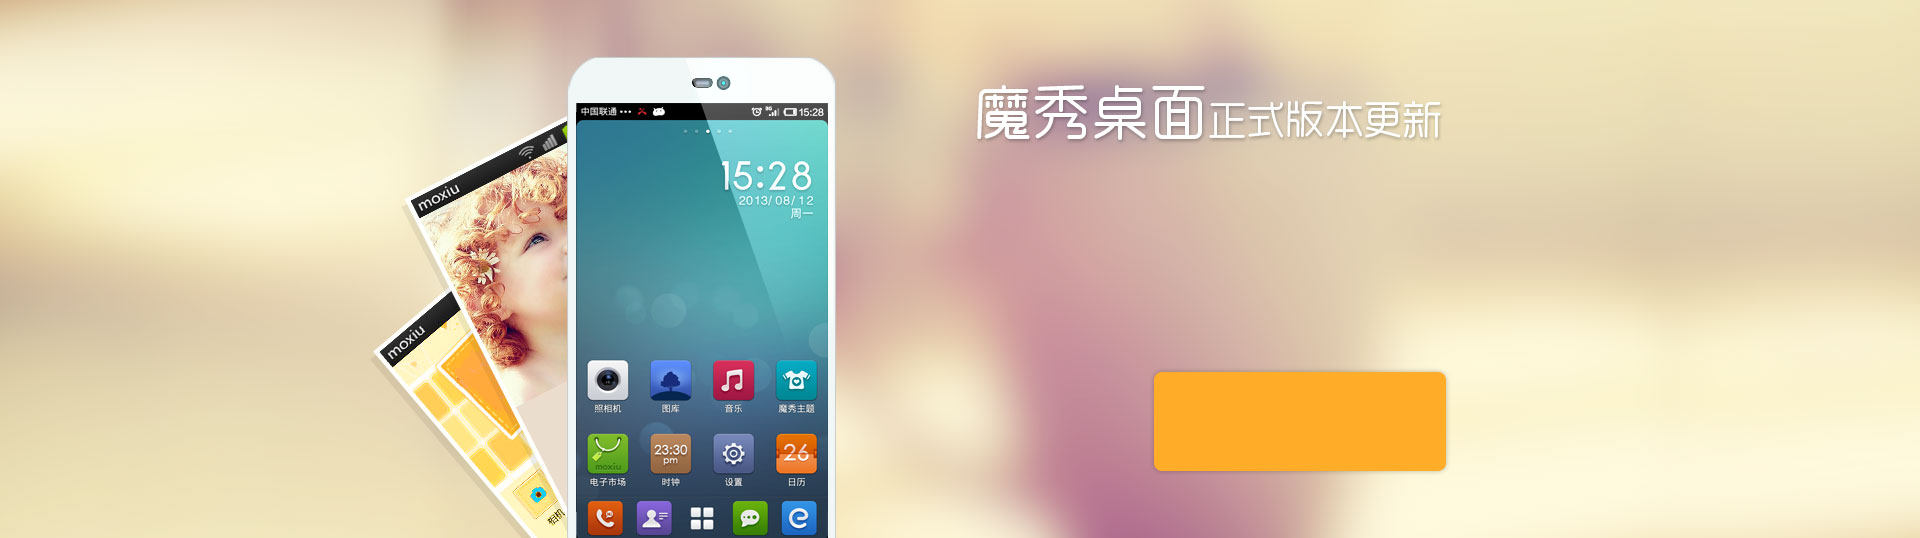 魔秀桌面正式版本更新
中国联通 ••• 15:28
15:28
2013/08/12
周一
moxiu
moxiu
照相机 图库 音乐 魔秀主题
moxiu 23:30 pm 26
电子市场 时钟 设置 日历
相机